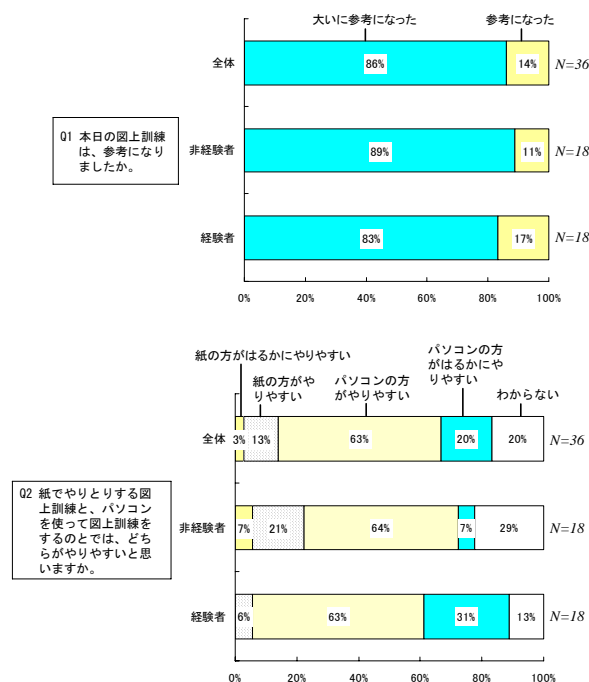 大いに参考になった 参考になった
全体 86% 14% N=36
Q1 本日の図上訓練
は、参考になり
ましたか。
非経験者 89% 11% N=18
経験者 83% 17% N=18
0% 20% 40% 60% 80% 100%
紙の方がはるかにやりやすい
紙の方がや
りやすい
パソコンの方
がやりやすい
パソコンの方
がはるかにや
りやすい
わからない
全体 3% 13% 63% 20% 20% N=36
Q2 紙でやりとりする図
上訓練と、パソコン
を使って図上訓練を
するのとでは、どち
らがやりやすいと思
いますか。
非経験者 7% 21% 64% 7% 29% N=18
経験者 6% 63% 31% 13% N=18
0% 20% 40% 60% 80% 100%